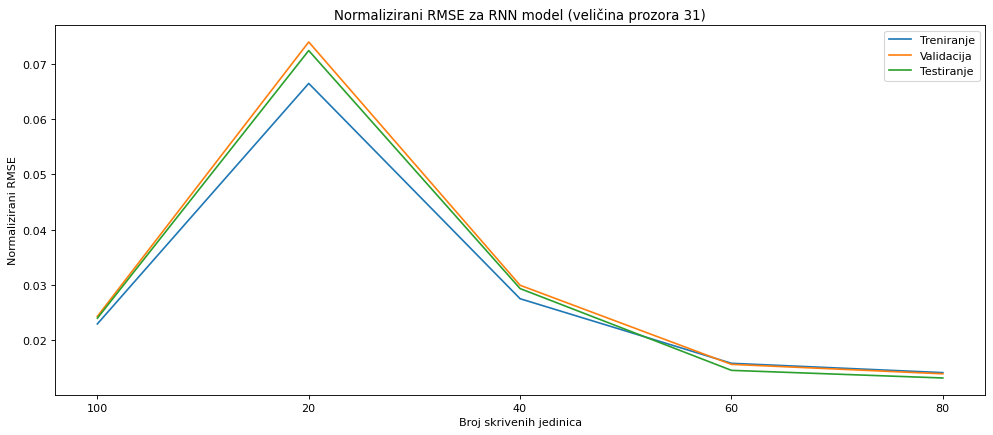 Normalizirani RMSE za RNN model (veličina prozora 31)
Treniranje
Validacija
Testiranje
Normalizirani RMSE
0.07
0.06
0.05
0.04
0.03
0.02
100
20
40
60
80
Broj skrivenih jedinica